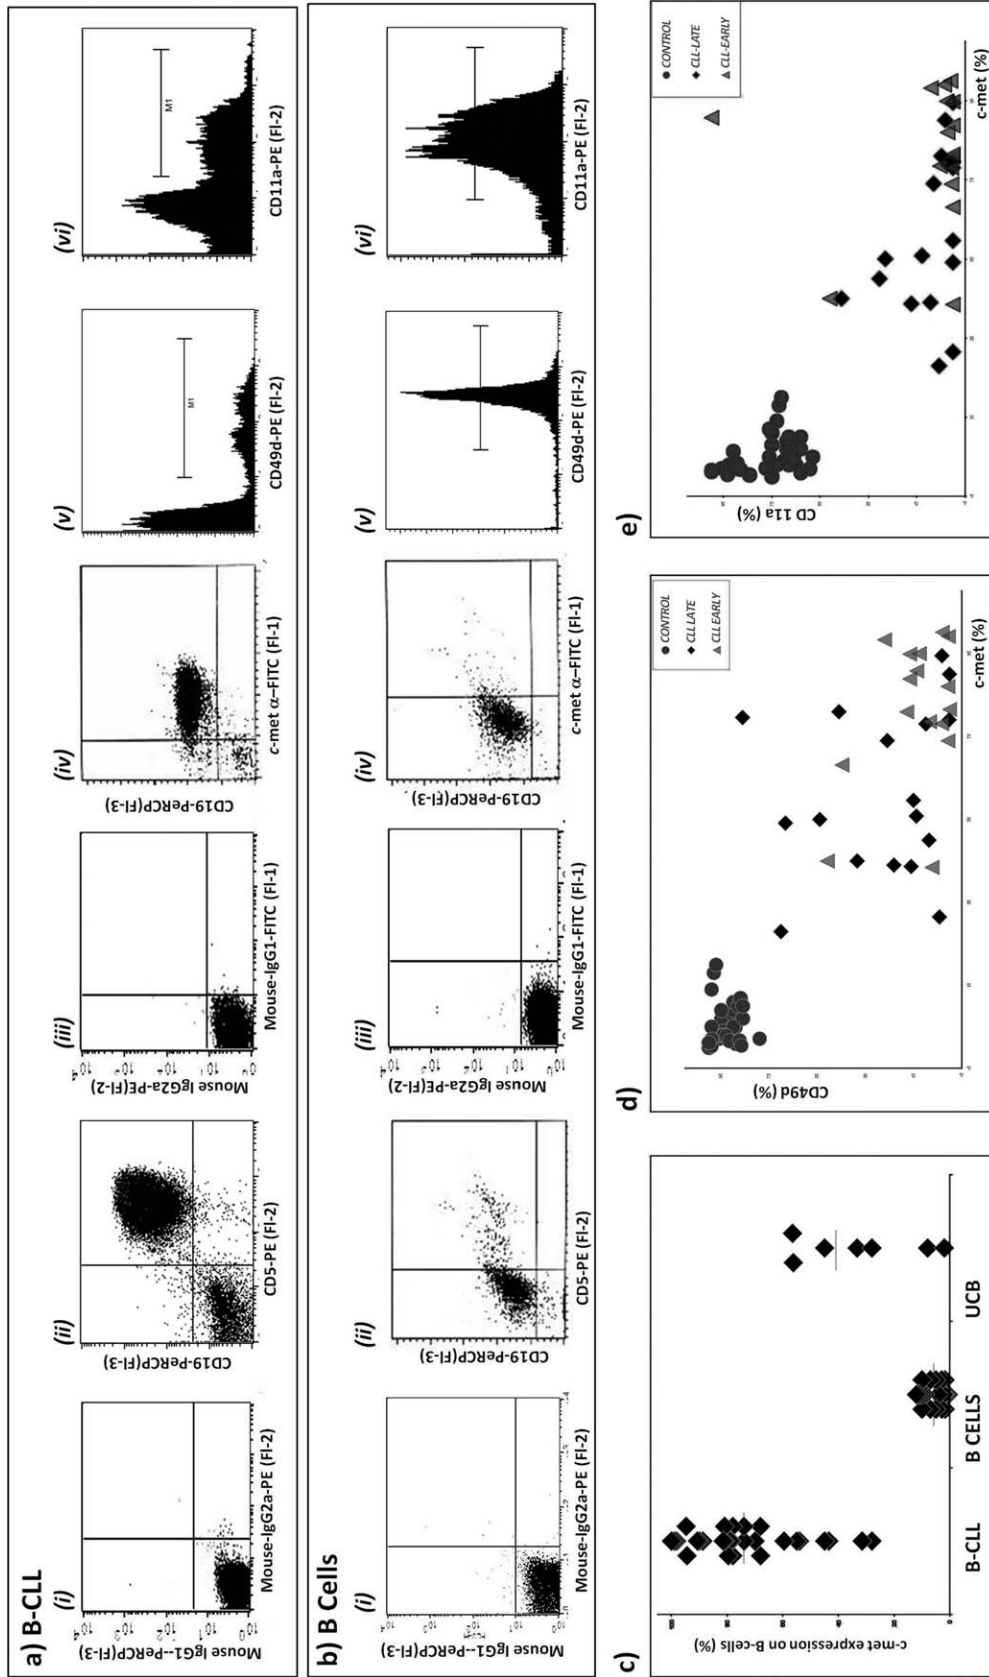 a) B-CLL
(i)
Mouse IgG1--PeRCP(Fl-3)
Mouse-IgG2a-PE (Fl-2)
(ii)
CD19-PeRCP(Fl-3)
CD5-PE (Fl-2)
(iii)
Mouse IgG2a-PE(Fl-2)
Mouse-IgG1-FITC (Fl-1)
(iv)
CD19-PeRCP(Fl-3)
c-met α–FITC (Fl-1)
(v)
M1
CD49d-PE (Fl-2)
(vi)
M1
CD11a-PE (Fl-2)
b) B Cells
(i)
Mouse IgG1--PeRCP(Fl-3)
Mouse-IgG2a-PE (Fl-2)
(ii)
CD19-PeRCP(Fl-3)
CD5-PE (Fl-2)
(iii)
Mouse IgG2a-PE(Fl-2)
Mouse-IgG1-FITC (Fl-1)
(iv)
CD19-PeRCP(Fl-3)
c-met α–FITC (Fl-1)
(v)
CD49d-PE (Fl-2)
(vi)
CD11a-PE (Fl-2)
c)
c-met expression on B-cells (%)
100
80
60
40
20
0
B-CLL
B CELLS
UCB
d)
CD49d (%)
c-met (%)
CONTROL
CLL LATE
CLL EARLY
e)
CD 11a (%)
c-met (%)
CONTROL
CLL-LATE
CLL-EARLY